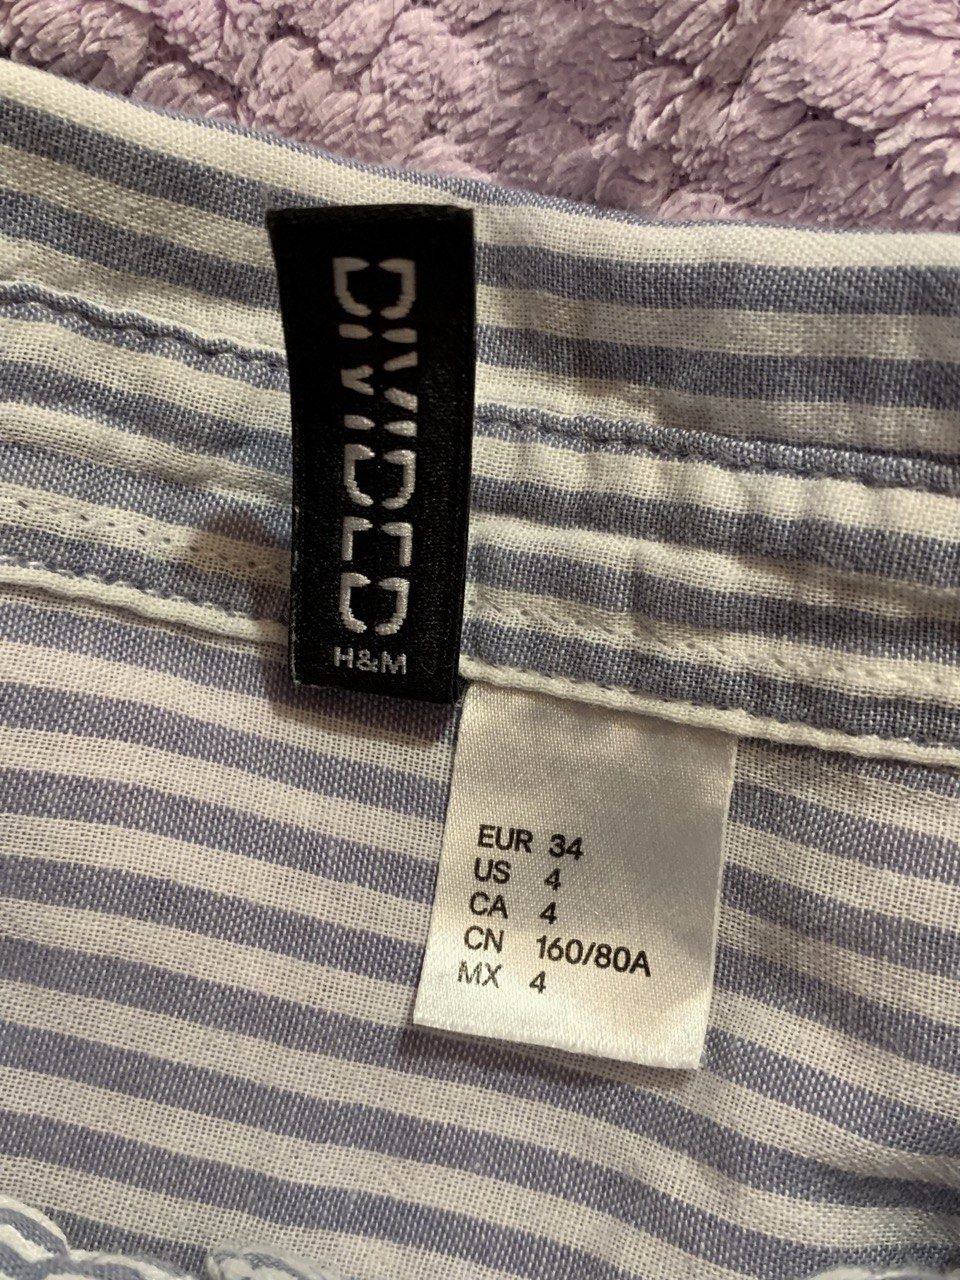 DIVIDED
H&M
EUR 34
US 4
CA 4
CN 160/80A
MX 4